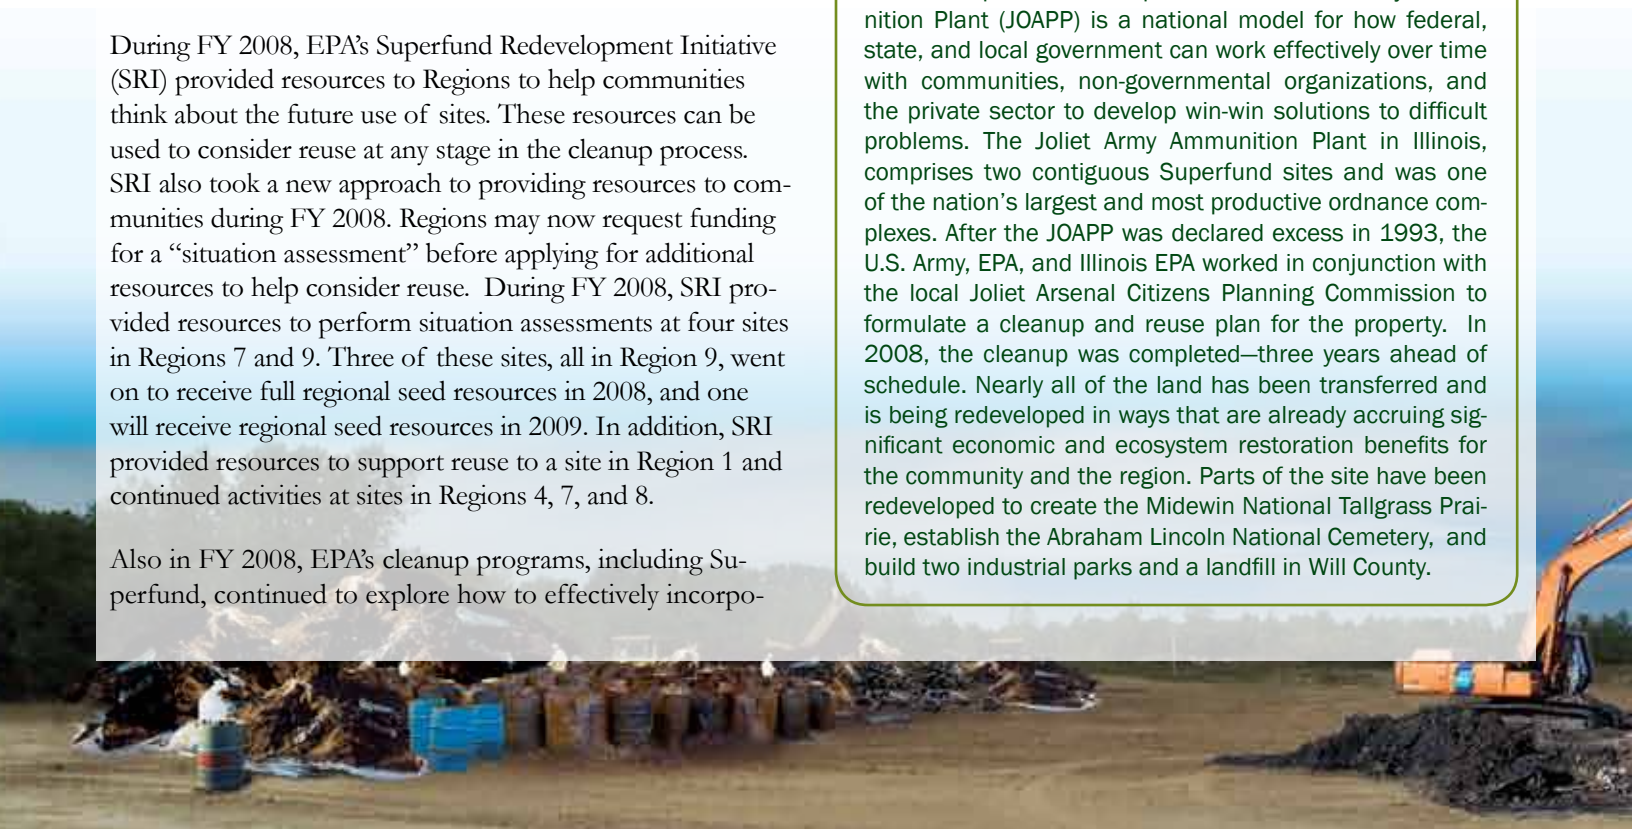 During FY 2008, EPA’s Superfund Redevelopment Initiative
(SRI) provided resources to Regions to help communities
think about the future use of sites. These resources can be
used to consider reuse at any stage in the cleanup process.
SRI also took a new approach to providing resources to com-
munities during FY 2008. Regions may now request funding
for a “situation assessment” before applying for additional
resources to help consider reuse.  During FY 2008, SRI pro-
vided resources to perform situation assessments at four sites
in Regions 7 and 9. Three of these sites, all in Region 9, went
on to receive full regional seed resources in 2008, and one
will receive regional seed resources in 2009. In addition, SRI
provided resources to support reuse to a site in Region 1 and
continued activities at sites in Regions 4, 7, and 8.
Also in FY 2008, EPA’s cleanup programs, including Su-
perfund, continued to explore how to effectively incorpo-
nition Plant (JOAPP) is a national model for how federal,
state, and local government can work effectively over time
with communities, non-governmental organizations, and
the private sector to develop win-win solutions to difficult
problems. The Joliet Army Ammunition Plant in Illinois,
comprises two contiguous Superfund sites and was one
of the nation’s largest and most productive ordnance com-
plexes. After the JOAPP was declared excess in 1993, the
U.S. Army, EPA, and Illinois EPA worked in conjunction with
the local Joliet Arsenal Citizens Planning Commission to
formulate a cleanup and reuse plan for the property.  In
2008, the cleanup was completed—three years ahead of
schedule. Nearly all of the land has been transferred and
is being redeveloped in ways that are already accruing sig-
nificant economic and ecosystem restoration benefits for
the community and the region. Parts of the site have been
redeveloped to create the Midewin National Tallgrass Prai-
rie, establish the Abraham Lincoln National Cemetery,  and
build two industrial parks and a landfill in Will County.